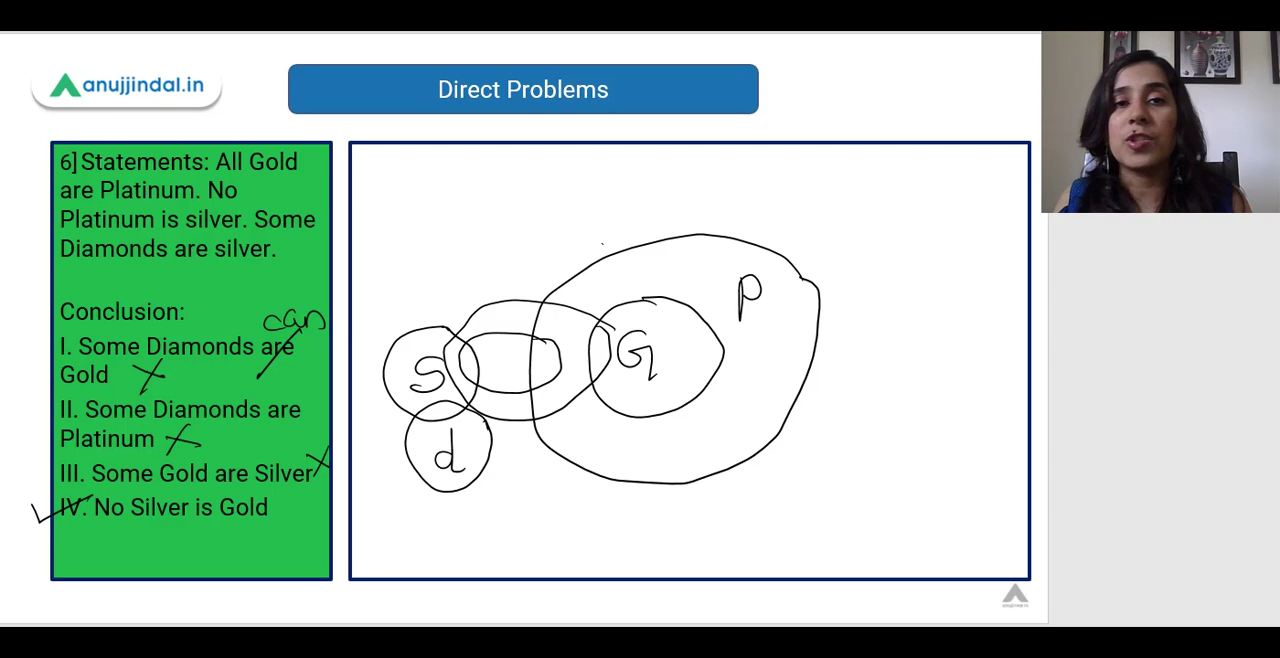 anujjindal.in
Direct Problems
6] Statements: All Gold
are Platinum. No
Platinum is silver. Some
Diamonds are silver.
Conclusion:
can
I. Some Diamonds are
Gold
II. Some Diamonds are
Platinum
III. Some Gold are Silver
IV. No Silver is Gold
P
G
S
d